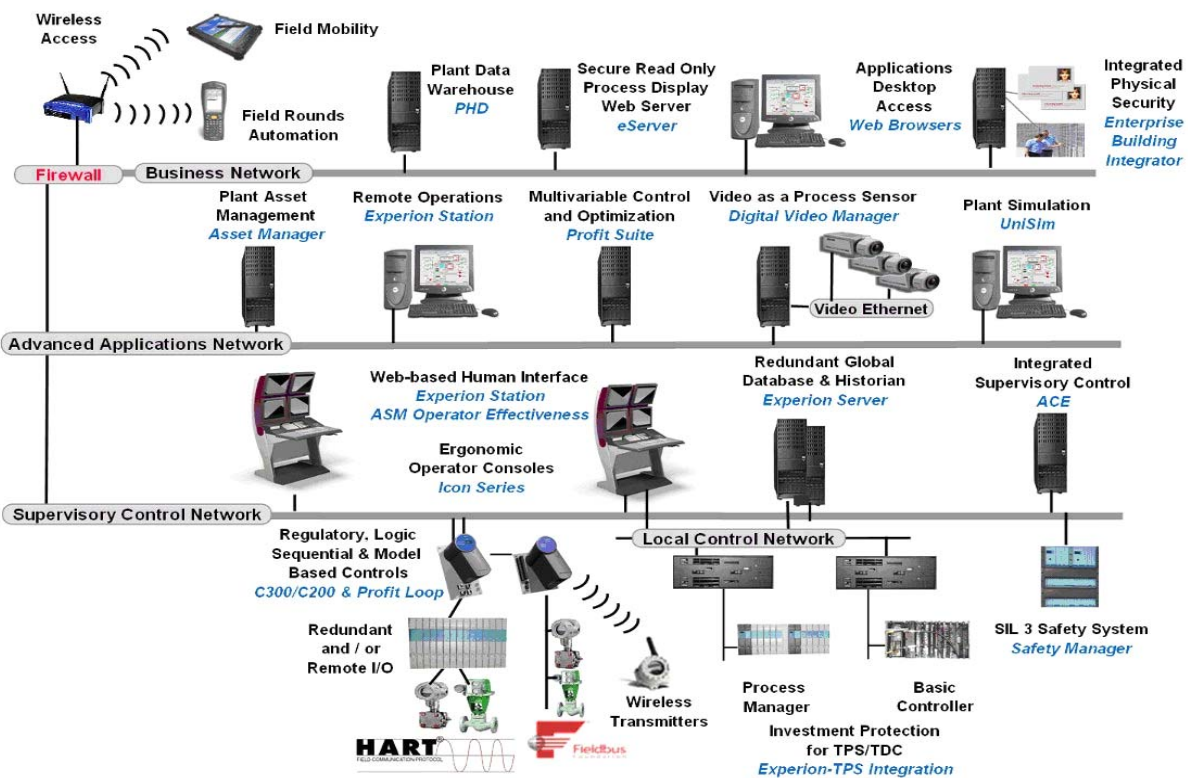 Wireless
Access
Field Mobility
Field Rounds
Automation
Plant Data
Warehouse
PHD
Secure Read Only
Process Display
Web Server
eServer
Applications
Desktop
Access
Web Browsers
Integrated
Physical
Security
Enterprise
Building
Integrator
Firewall
Business Network
Plant Asset
Management
Asset Manager
Remote Operations
Experion Station
Multivariable Control
and Optimization
Profit Suite
Video as a Process Sensor
Digital Video Manager
Plant Simulation
UniSim
Video Ethernet
Advanced Applications Network
Web-based Human Interface
Experion Station
ASM Operator Effectiveness
Ergonomic
Operator Consoles
Icon Series
Redundant Global
Database & Historian
Experion Server
Integrated
Supervisory Control
ACE
Supervisory Control Network
Regulatory, Logic
Sequential & Model
Based Controls
C300/C200 & Profit Loop
Local Control Network
Redundant
and / or
Remote I/O
Wireless
Transmitters
Process
Manager
Basic
Controller
SIL 3 Safety System
Safety Manager
Investment Protection
for TPS/TDC
Experion-TPS Integration
HART
FIELD COMMUNICATION PROTOCOL
Fieldbus
Foundation